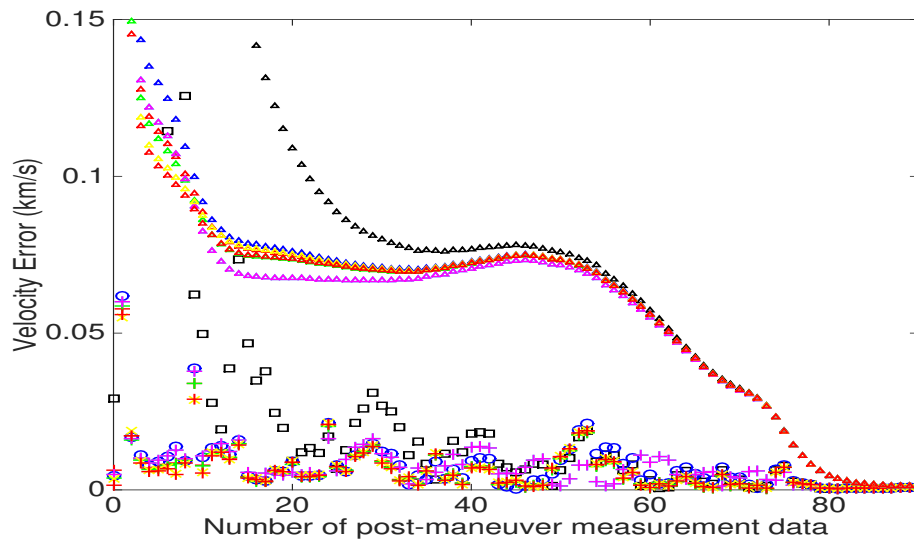 0.15
0.1
0.05
0
Velocity Error (km/s)
0 20 40 60 80
Number of post-maneuver measurement data